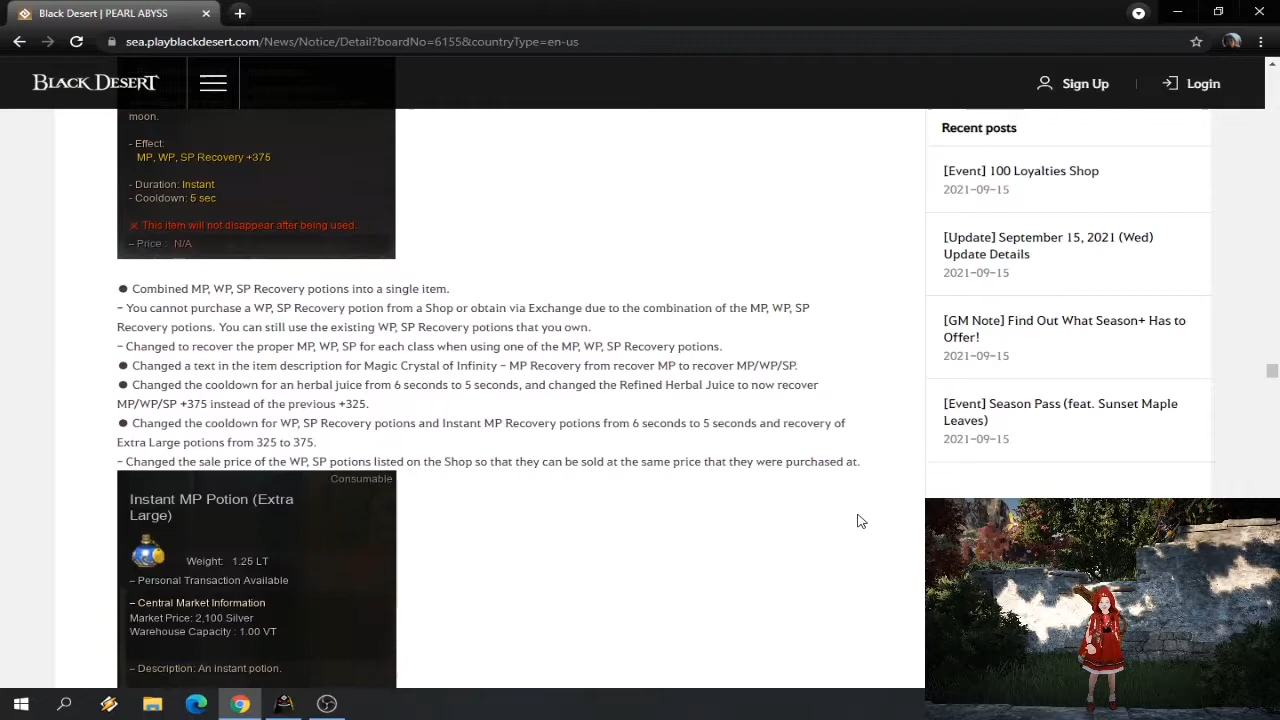 Black Desert | PEARL ABYSS
sea.playblackdesert.com/News/Notice/Detail?boardNo=6155&countryType=en-us
BLACK DESERT
Sign Up
Login
moon.
- Effect:
MP, WP, SP Recovery +375
- Duration: Instant
- Cooldown: 5 sec
※ This item will not disappear after being used.
- Price : N/A
● Combined MP, WP, SP Recovery potions into a single item.
- You cannot purchase a WP, SP Recovery potion from a Shop or obtain via Exchange due to the combination of the MP, WP, SP
Recovery potions. You can still use the existing WP, SP Recovery potions that you own.
- Changed to recover the proper MP, WP, SP for each class when using one of the MP, WP, SP Recovery potions.
● Changed a text in the item description for Magic Crystal of Infinity - MP Recovery from recover MP to recover MP/WP/SP.
● Changed the cooldown for an herbal juice from 6 seconds to 5 seconds, and changed the Refined Herbal Juice to now recover
MP/WP/SP +375 instead of the previous +325.
● Changed the cooldown for WP, SP Recovery potions and Instant MP Recovery potions from 6 seconds to 5 seconds and recovery of
Extra Large potions from 325 to 375.
- Changed the sale price of the WP, SP potions listed on the Shop so that they can be sold at the same price that they were purchased at.
Consumable
Instant MP Potion (Extra
Large)
Weight: 1.25 LT
- Personal Transaction Available
- Central Market Information
Market Price: 2,100 Silver
Warehouse Capacity : 1.00 VT
- Description: An instant potion.
Recent posts
[Event] 100 Loyalties Shop
2021-09-15
[Update] September 15, 2021 (Wed)
Update Details
2021-09-15
[GM Note] Find Out What Season+ Has to
Offer!
2021-09-15
[Event] Season Pass (feat. Sunset Maple
Leaves)
2021-09-15